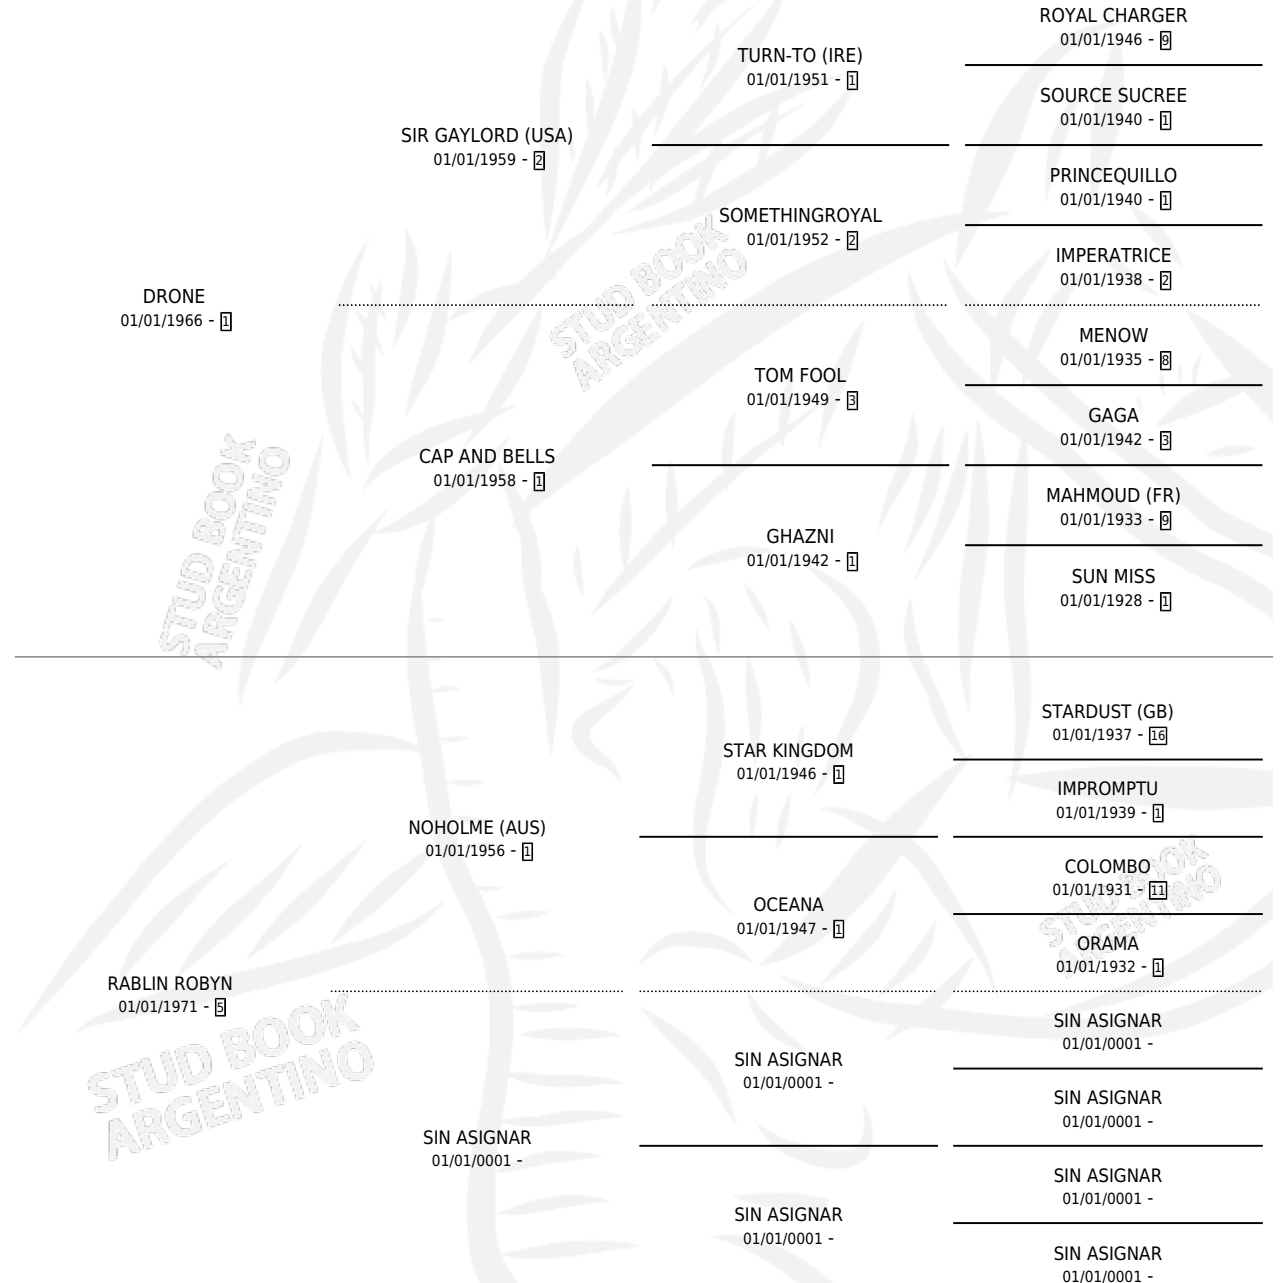 ROYAL CHARGER
01/01/1946 - 9
TURN-TO (IRE)
01/01/1951 - 1
SOURCE SUCREE
01/01/1940 - 1
SIR GAYLORD (USA)
01/01/1959 - 2
PRINCEQUILLO
01/01/1940 - 1
SOMETHINGROYAL
01/01/1952 - 2
IMPERATRICE
01/01/1938 - 2
DRONE
01/01/1966 - 1
MENOW
01/01/1935 - 8
TOM FOOL
01/01/1949 - 3
GAGA
01/01/1942 - 3
CAP AND BELLS
01/01/1958 - 1
MAHMOUD (FR)
01/01/1933 - 9
GHAZNI
01/01/1942 - 1
SUN MISS
01/01/1928 - 1
STARDUST (GB)
01/01/1937 - 16
STAR KINGDOM
01/01/1946 - 1
IMPROMPTU
01/01/1939 - 1
NOHOLME (AUS)
01/01/1956 - 1
COLOMBO
01/01/1931 - 11
OCEANA
01/01/1947 - 1
ORAMA
01/01/1932 - 1
RABLIN ROBYN
01/01/1971 - 5
SIN ASIGNAR
01/01/0001 -
SIN ASIGNAR
01/01/0001 -
SIN ASIGNAR
01/01/0001 -
SIN ASIGNAR
01/01/0001 -
SIN ASIGNAR
01/01/0001 -
SIN ASIGNAR
01/01/0001 -
SIN ASIGNAR
01/01/0001 -
STUD BOOK
ARGENTINO
STUD BOOK
ARGENTINO
STUD BOOK
ARGENTINO
STUD BOOK
ARGENTINO